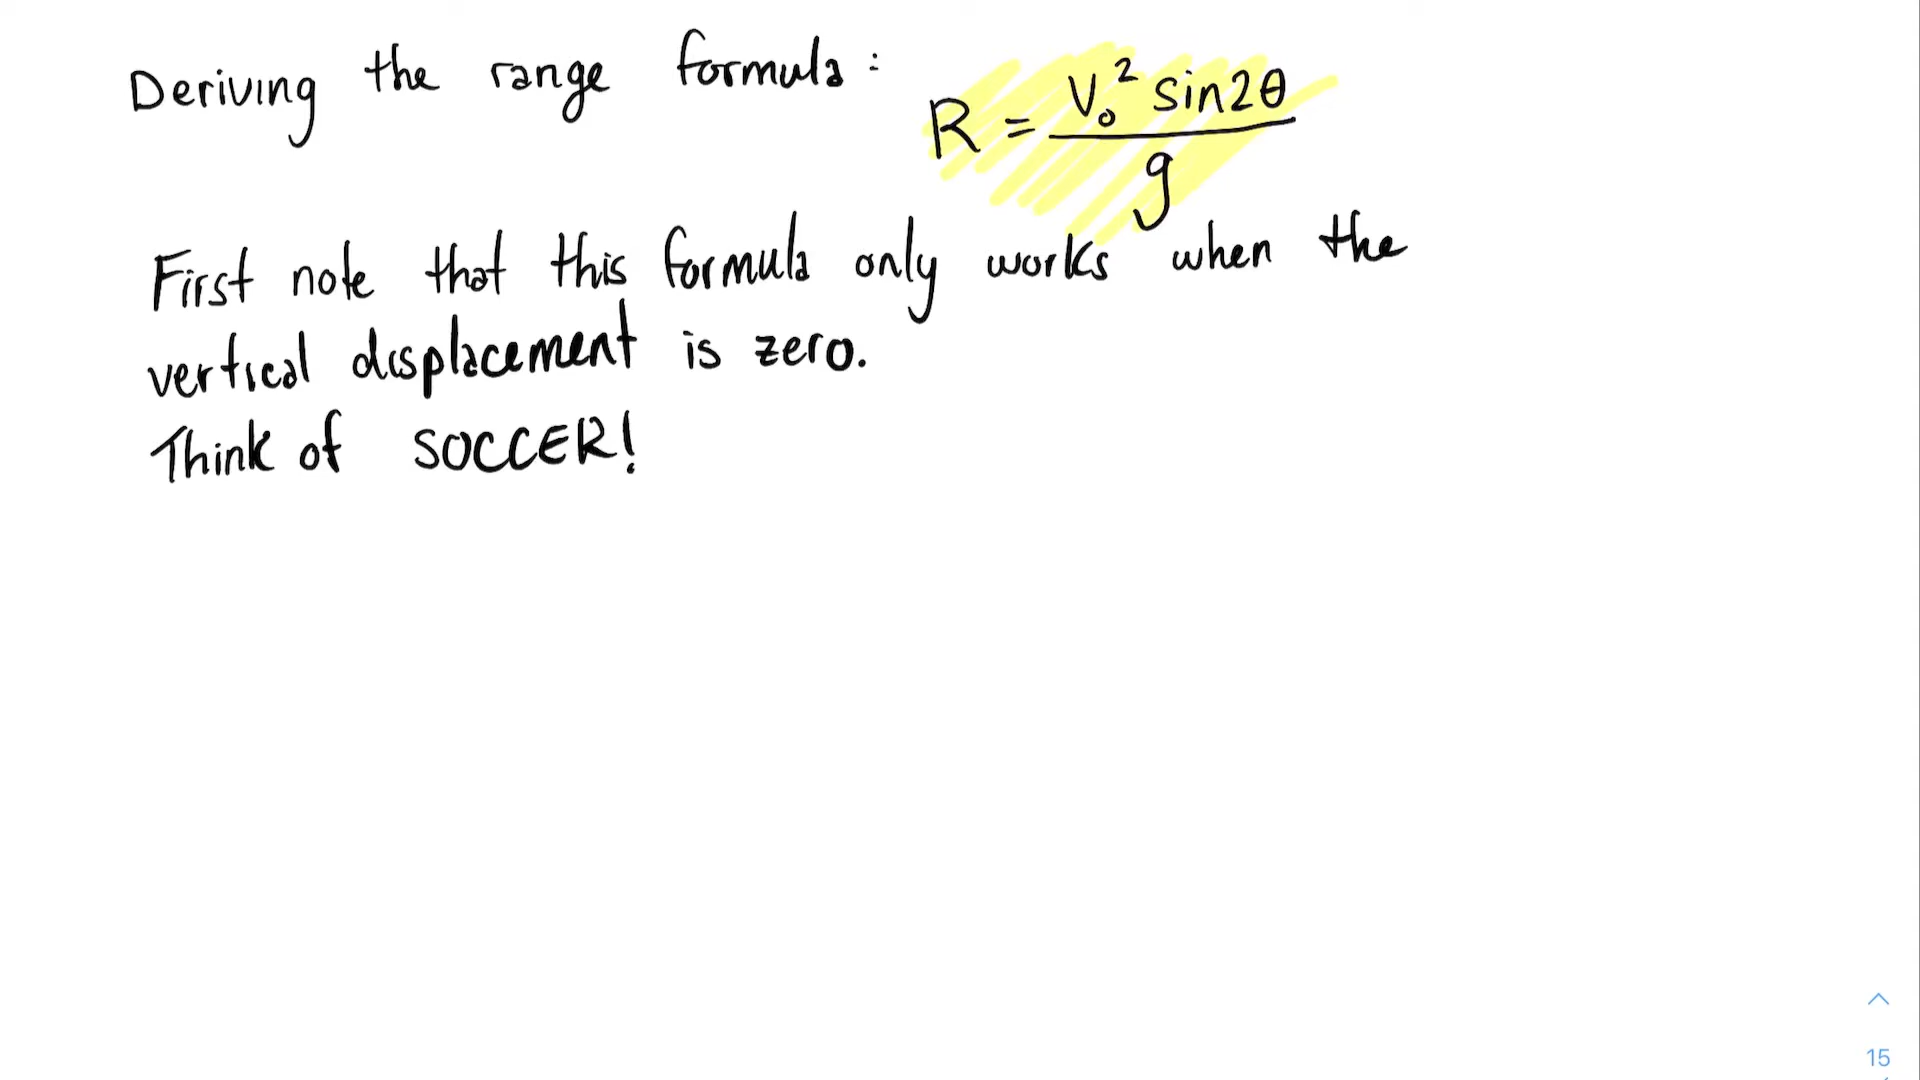 Deriving the range formula: R = V₀² sin2θ / g
First note that this formula only works when the
vertical displacement is zero.
Think of SOCCER!
15